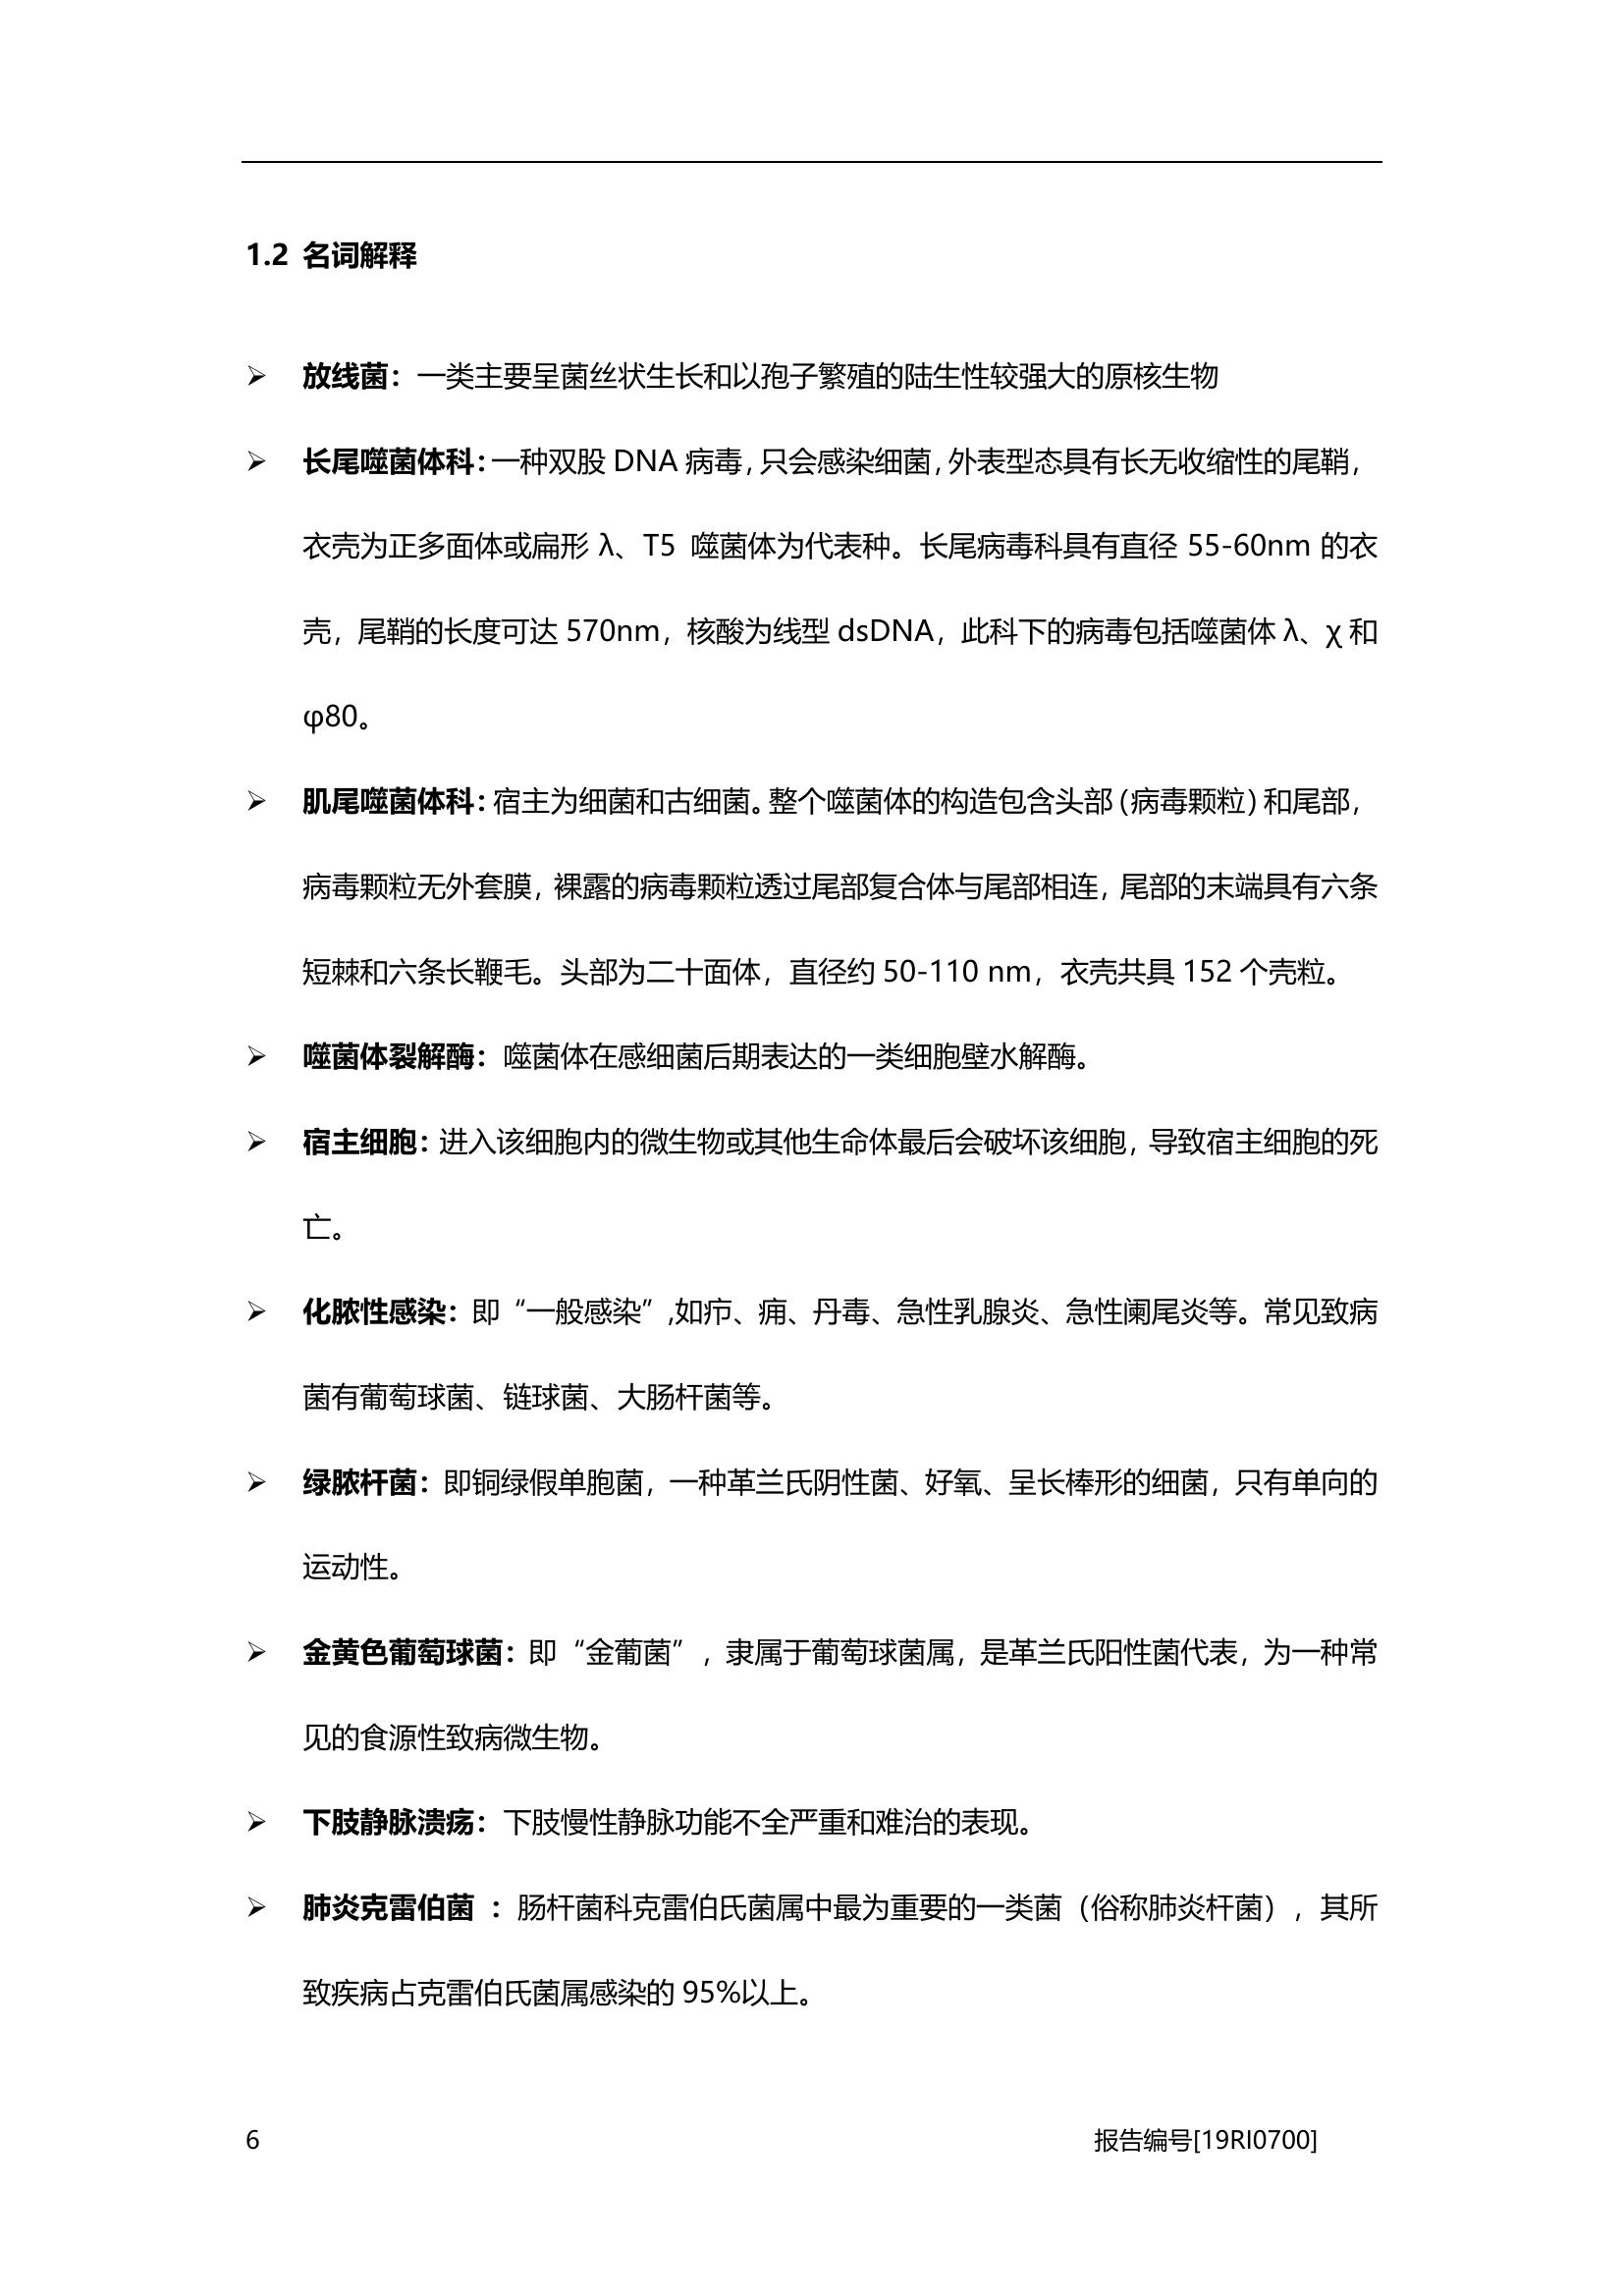 1.2 名词解释
➢ 放线菌：一类主要呈菌丝状生长和以孢子繁殖的陆生性较强大的原核生物
➢ 长尾噬菌体科：一种双股 DNA 病毒，只会感染细菌，外表型态具有长无收缩性的尾鞘，
衣壳为正多面体或扁形 λ、T5 噬菌体为代表种。长尾病毒科具有直径 55-60nm 的衣
壳，尾鞘的长度可达 570nm，核酸为线型 dsDNA，此科下的病毒包括噬菌体 λ、χ 和
φ80。
➢ 肌尾噬菌体科：宿主为细菌和古细菌。整个噬菌体的构造包含头部（病毒颗粒）和尾部，
病毒颗粒无外套膜，裸露的病毒颗粒透过尾部复合体与尾部相连，尾部的末端具有六条
短棘和六条长鞭毛。头部为二十面体，直径约 50-110 nm，衣壳共具 152 个壳粒。
➢ 噬菌体裂解酶：噬菌体在感细菌后期表达的一类细胞壁水解酶。
➢ 宿主细胞：进入该细胞内的微生物或其他生命体最后会破坏该细胞，导致宿主细胞的死
亡。
➢ 化脓性感染：即“一般感染”,如疖、痈、丹毒、急性乳腺炎、急性阑尾炎等。常见致病
菌有葡萄球菌、链球菌、大肠杆菌等。
➢ 绿脓杆菌：即铜绿假单胞菌，一种革兰氏阴性菌、好氧、呈长棒形的细菌，只有单向的
运动性。
➢ 金黄色葡萄球菌：即“金葡菌”，隶属于葡萄球菌属，是革兰氏阳性菌代表，为一种常
见的食源性致病微生物。
➢ 下肢静脉溃疡：下肢慢性静脉功能不全严重和难治的表现。
➢ 肺炎克雷伯菌 ：肠杆菌科克雷伯氏菌属中最为重要的一类菌（俗称肺炎杆菌），其所
致疾病占克雷伯氏菌属感染的 95%以上。
6 报告编号[19RI0700]